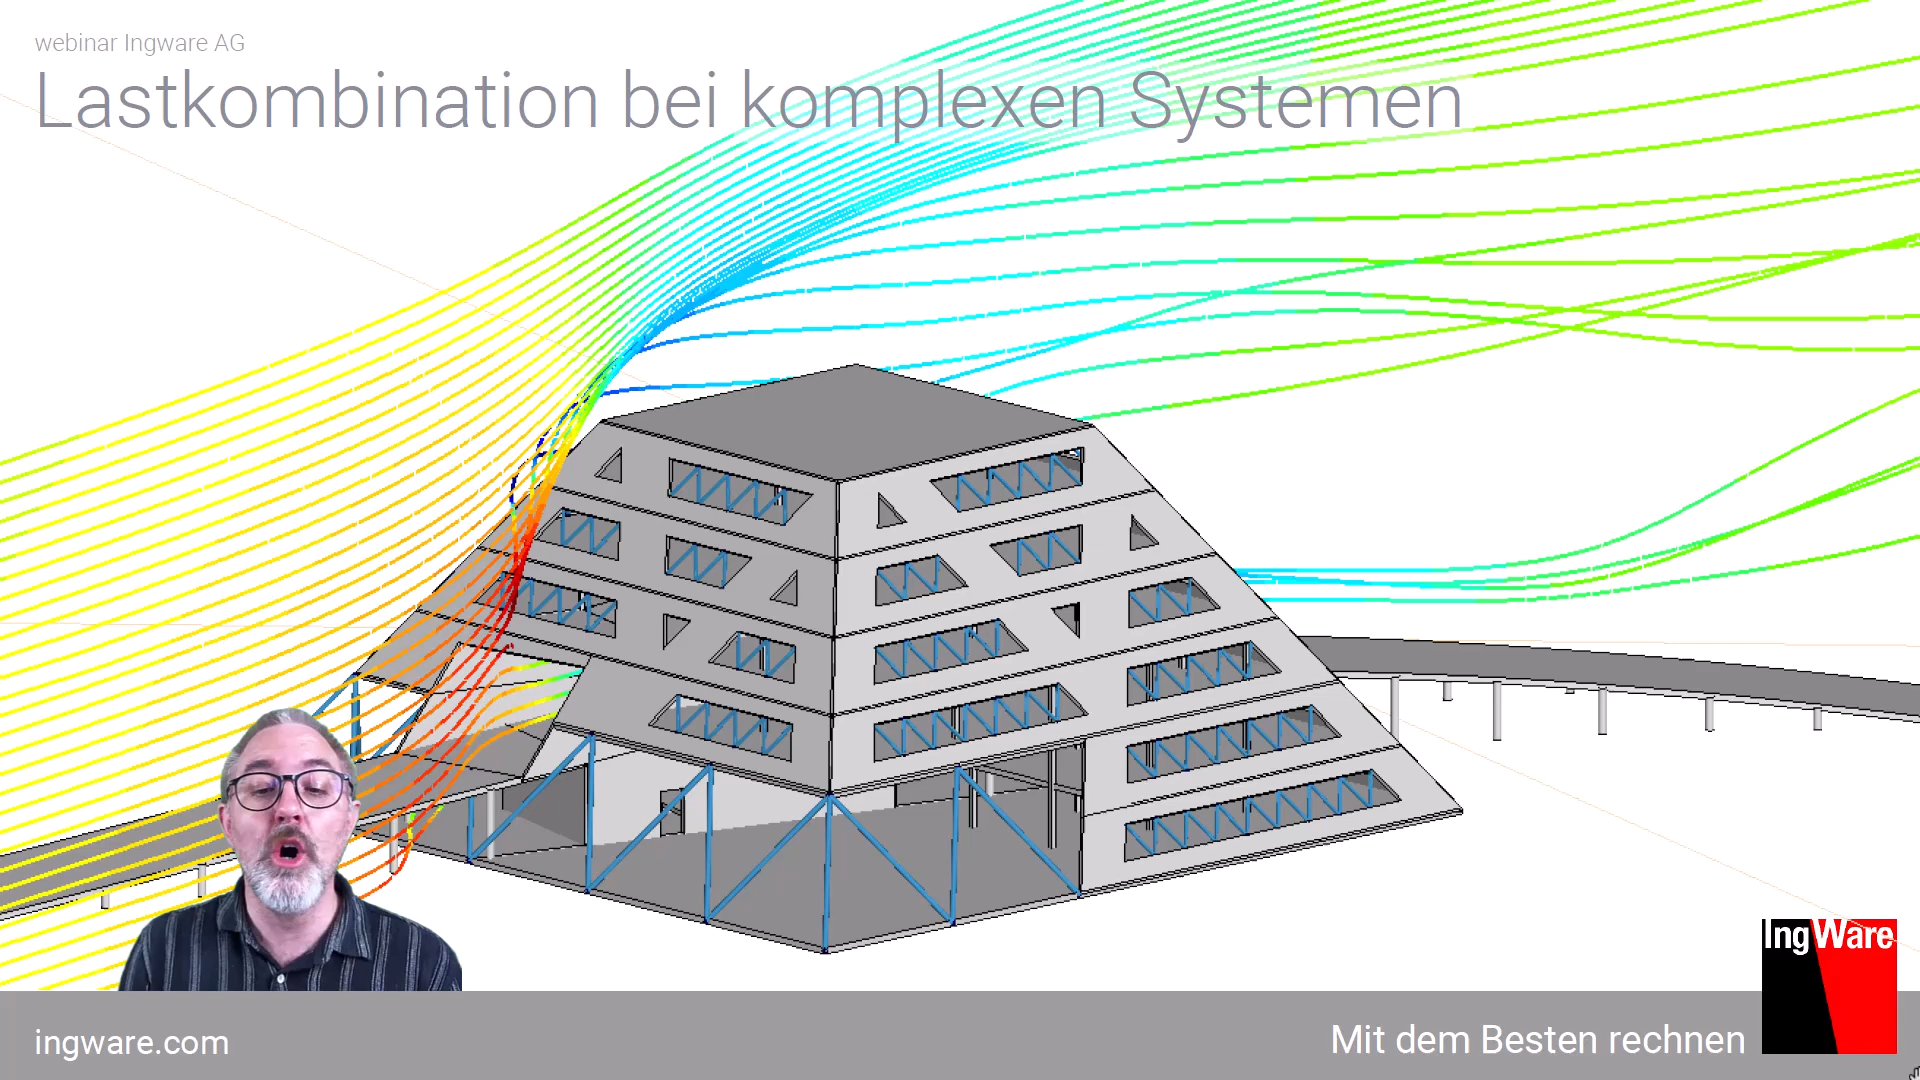 webinar Ingware AG
Lastkombination bei komplexen Systemen
IngWare
ingware.com
Mit dem Besten rechnen